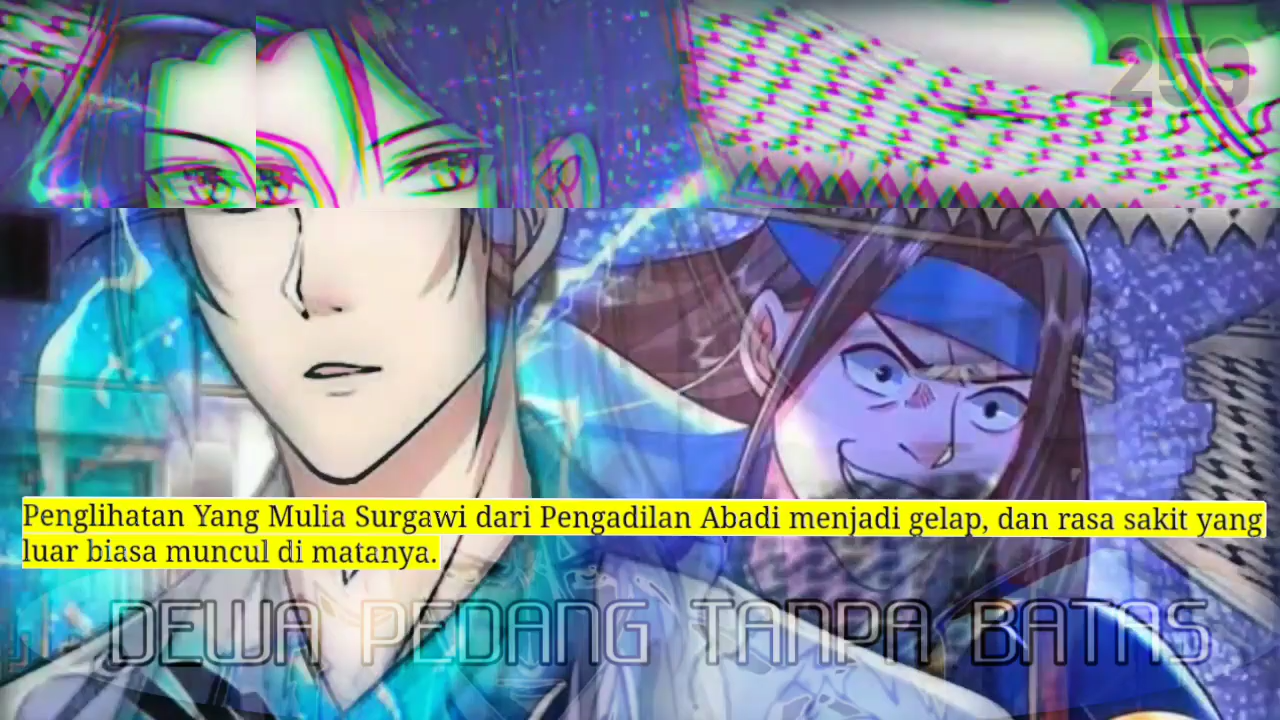 253
Penglihatan Yang Mulia Surgawi dari Pengadilan Abadi menjadi gelap, dan rasa sakit yang
luar biasa muncul di matanya.
DEWA PEDANG TANPA BATAS